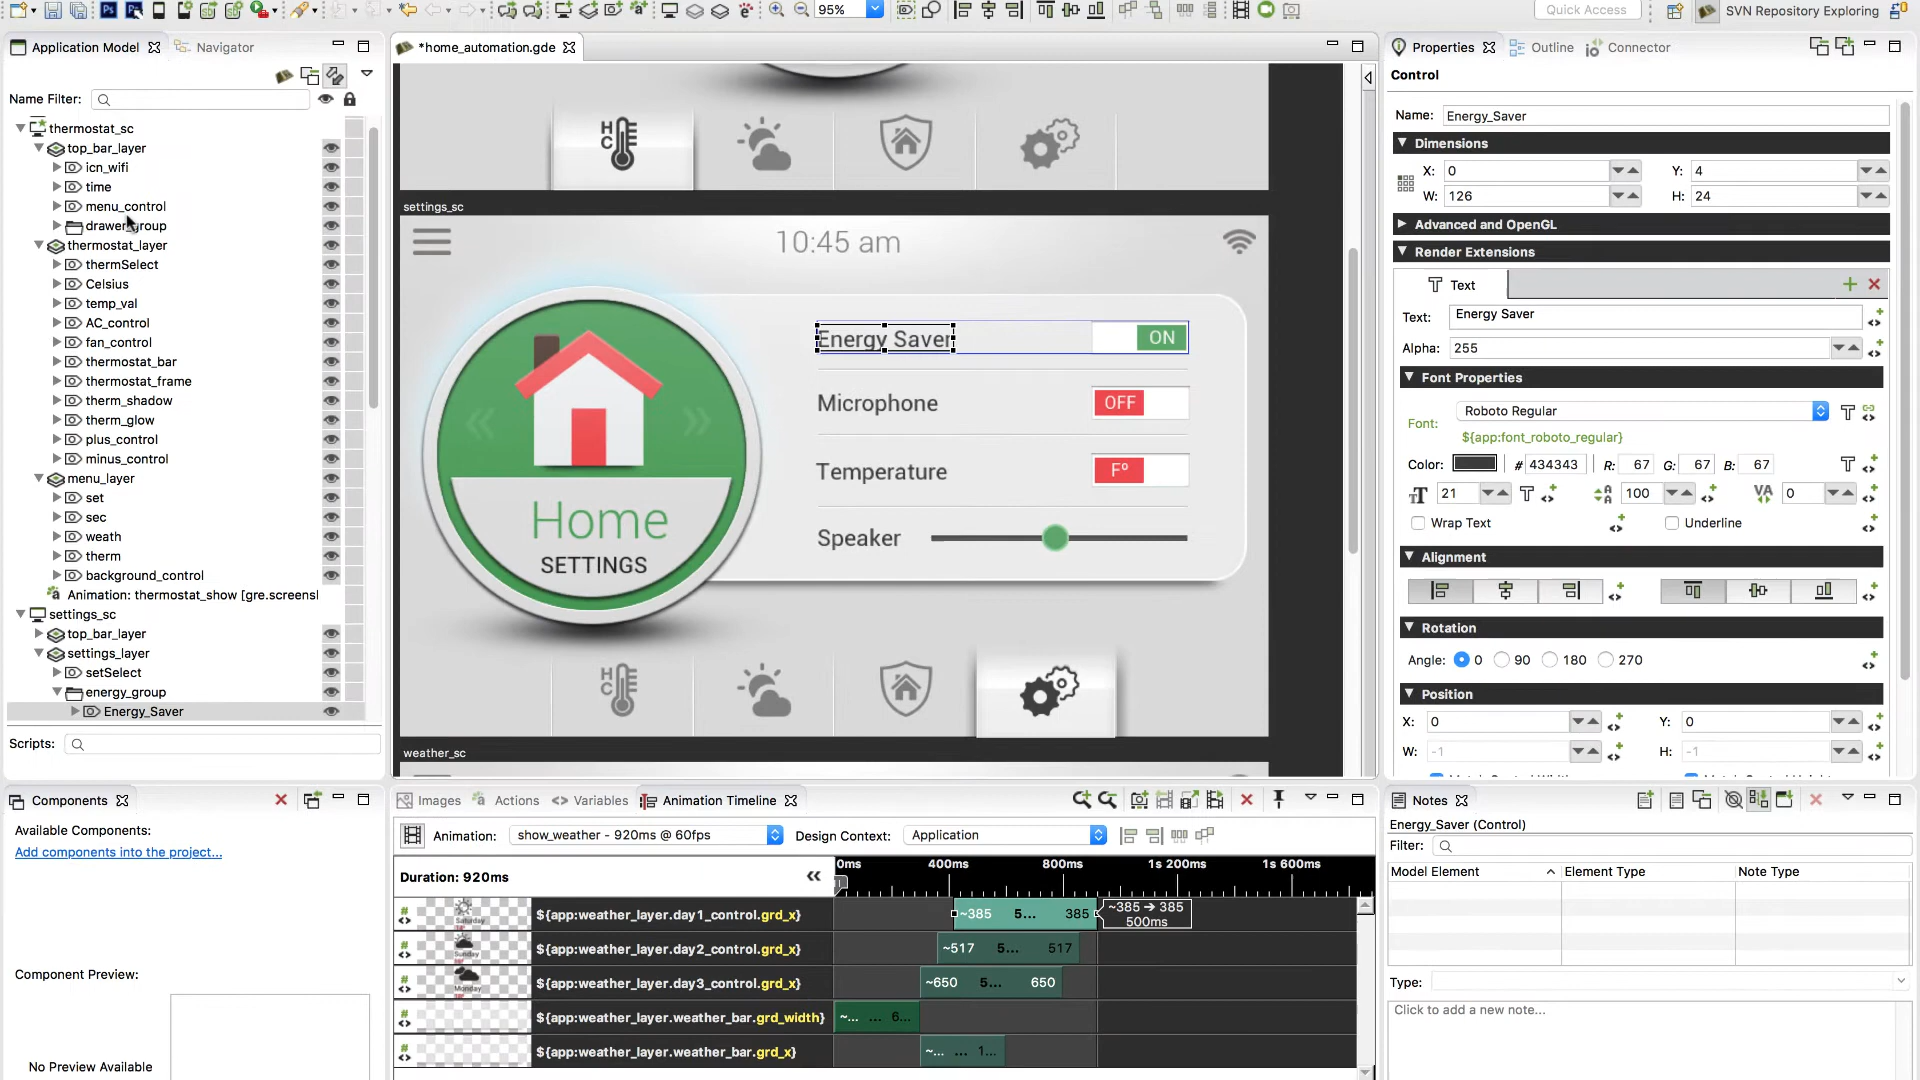 95%
Quick Access
SVN Repository Exploring
Application Model
Navigator
Name Filter:
thermostat_sc
top_bar_layer
icn_wifi
time
menu_control
drawer_group
thermostat_layer
thermSelect
Celsius
temp_val
AC_control
fan_control
thermostat_bar
thermostat_frame
therm_shadow
therm_glow
plus_control
minus_control
menu_layer
set
sec
weath
therm
background_control
Animation: thermostat_show [gre.screensl
settings_sc
top_bar_layer
settings_layer
setSelect
energy_group
Energy_Saver
Scripts:
Components
Available Components:
Add components into the project...
Component Preview:
No Preview Available
*home_automation.gde
H
C
settings_sc
10:45 am
Energy Saver
ON
Microphone
OFF
Temperature
Fº
Speaker
Home
SETTINGS
H
C
weather_sc
Images
Actions
Variables
Animation Timeline
Animation:
show_weather - 920ms @ 60fps
Design Context:
Application
Duration: 920ms
0ms
400ms
800ms
1s 200ms
1s 600ms
Saturday
${app:weather_layer.day1_control.grd_x}
~385 5... 385
~385 → 385
500ms
Sunday
${app:weather_layer.day2_control.grd_x}
~517 5... 517
Monday
${app:weather_layer.day3_control.grd_x}
~650 5... 650
${app:weather_layer.weather_bar.grd_width}
~... ... 6...
${app:weather_layer.weather_bar.grd_x}
~... ... 1...
Properties
Outline
Connector
Control
Name: Energy_Saver
Dimensions
X: 0
Y: 4
W: 126
H: 24
Advanced and OpenGL
Render Extensions
Text
Text: Energy Saver
Alpha: 255
Font Properties
Font: Roboto Regular
${app:font_roboto_regular}
Color: # 434343 R: 67 G: 67 B: 67
21
100
VA 0
Wrap Text
Underline
Alignment
Rotation
Angle: 0 90 180 270
Position
X: 0
Y: 0
W: -1
H: -1
Notes
Energy_Saver (Control)
Filter:
Model Element
Element Type
Note Type
Type:
Click to add a new note...